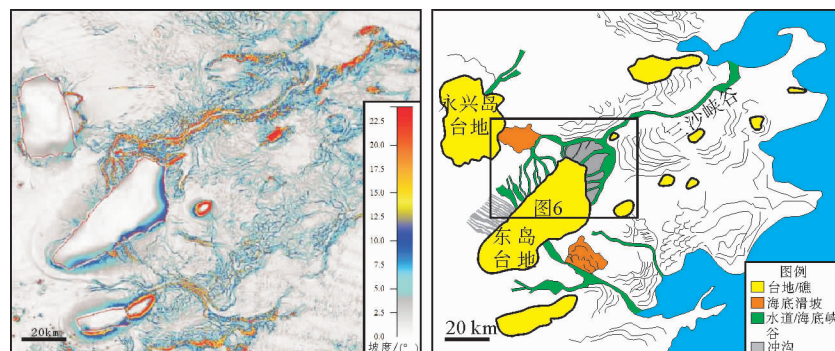 22.5
20.0
17.5
15.0
12.5
10.0
7.5
5.0
2.5
0.0
坡度/(°)
20km
永兴岛
台地
三沙峡谷
图6
东岛
台地
20 km
图例
台地/礁
海底滑坡
水道/海底峡
谷
冲沟